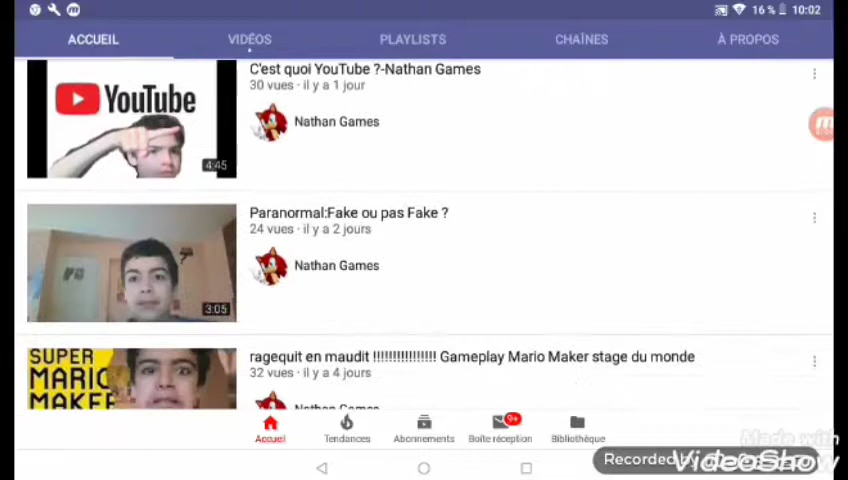 16 % 10:02
ACCUEIL VIDÉOS PLAYLISTS CHAÎNES À PROPOS
YouTube
4:45
C'est quoi YouTube ?-Nathan Games
30 vues · il y a 1 jour
Nathan Games
3:05
Paranormal:Fake ou pas Fake ?
24 vues · il y a 2 jours
Nathan Games
SUPER
MARIO
MAKER
ragequit en maudit !!!!!!!!!!!!!!!! Gameplay Mario Maker stage du monde
32 vues · il y a 4 jours
Nathan Games
9+
Accueil Tendances Abonnements Boîte réception Bibliothèque
Made with
VideoShow
Recorded by